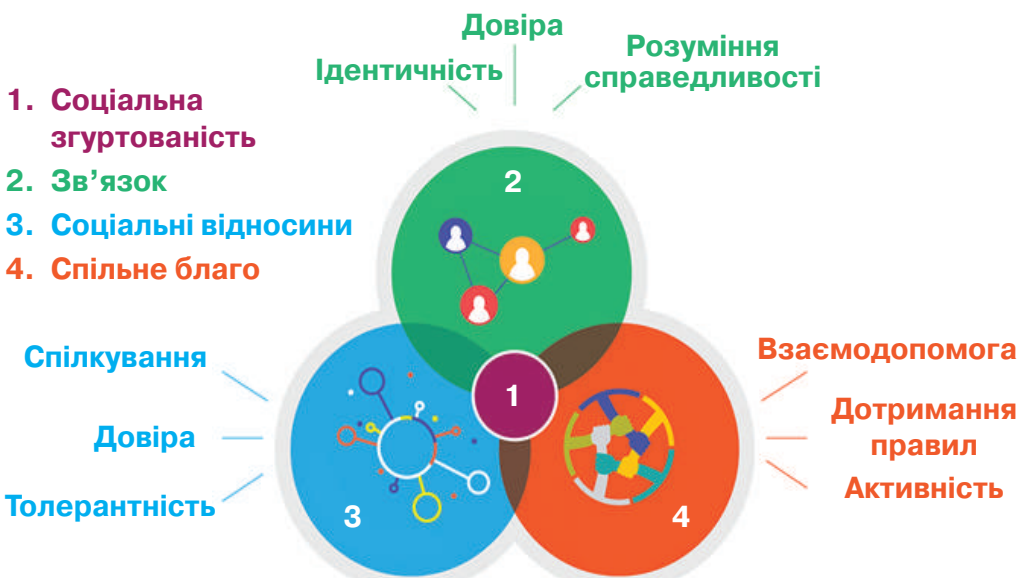 Довіра
Ідентичність
Розуміння
справедливості
1. Соціальна
згуртованість
2. Зв’язок
3. Соціальні відносини
4. Спільне благо
2
Спілкування
Довіра
Толерантність
1
3
4
Взаємодопомога
Дотримання
правил
Активність